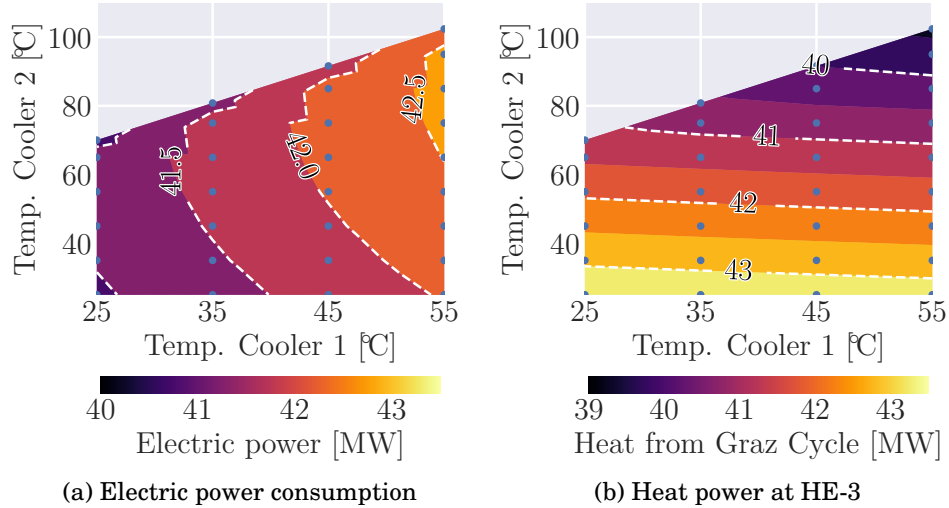 Temp. Cooler 2 [°C]
100
80
60
40
41.5
42.0
42.5
25 35 45 55
Temp. Cooler 1 [°C]
40 41 42 43
Electric power [MW]
(a) Electric power consumption
Temp. Cooler 2 [°C]
100
80
60
40
40
41
42
43
25 35 45 55
Temp. Cooler 1 [°C]
39 40 41 42 43
Heat from Graz Cycle [MW]
(b) Heat power at HE-3